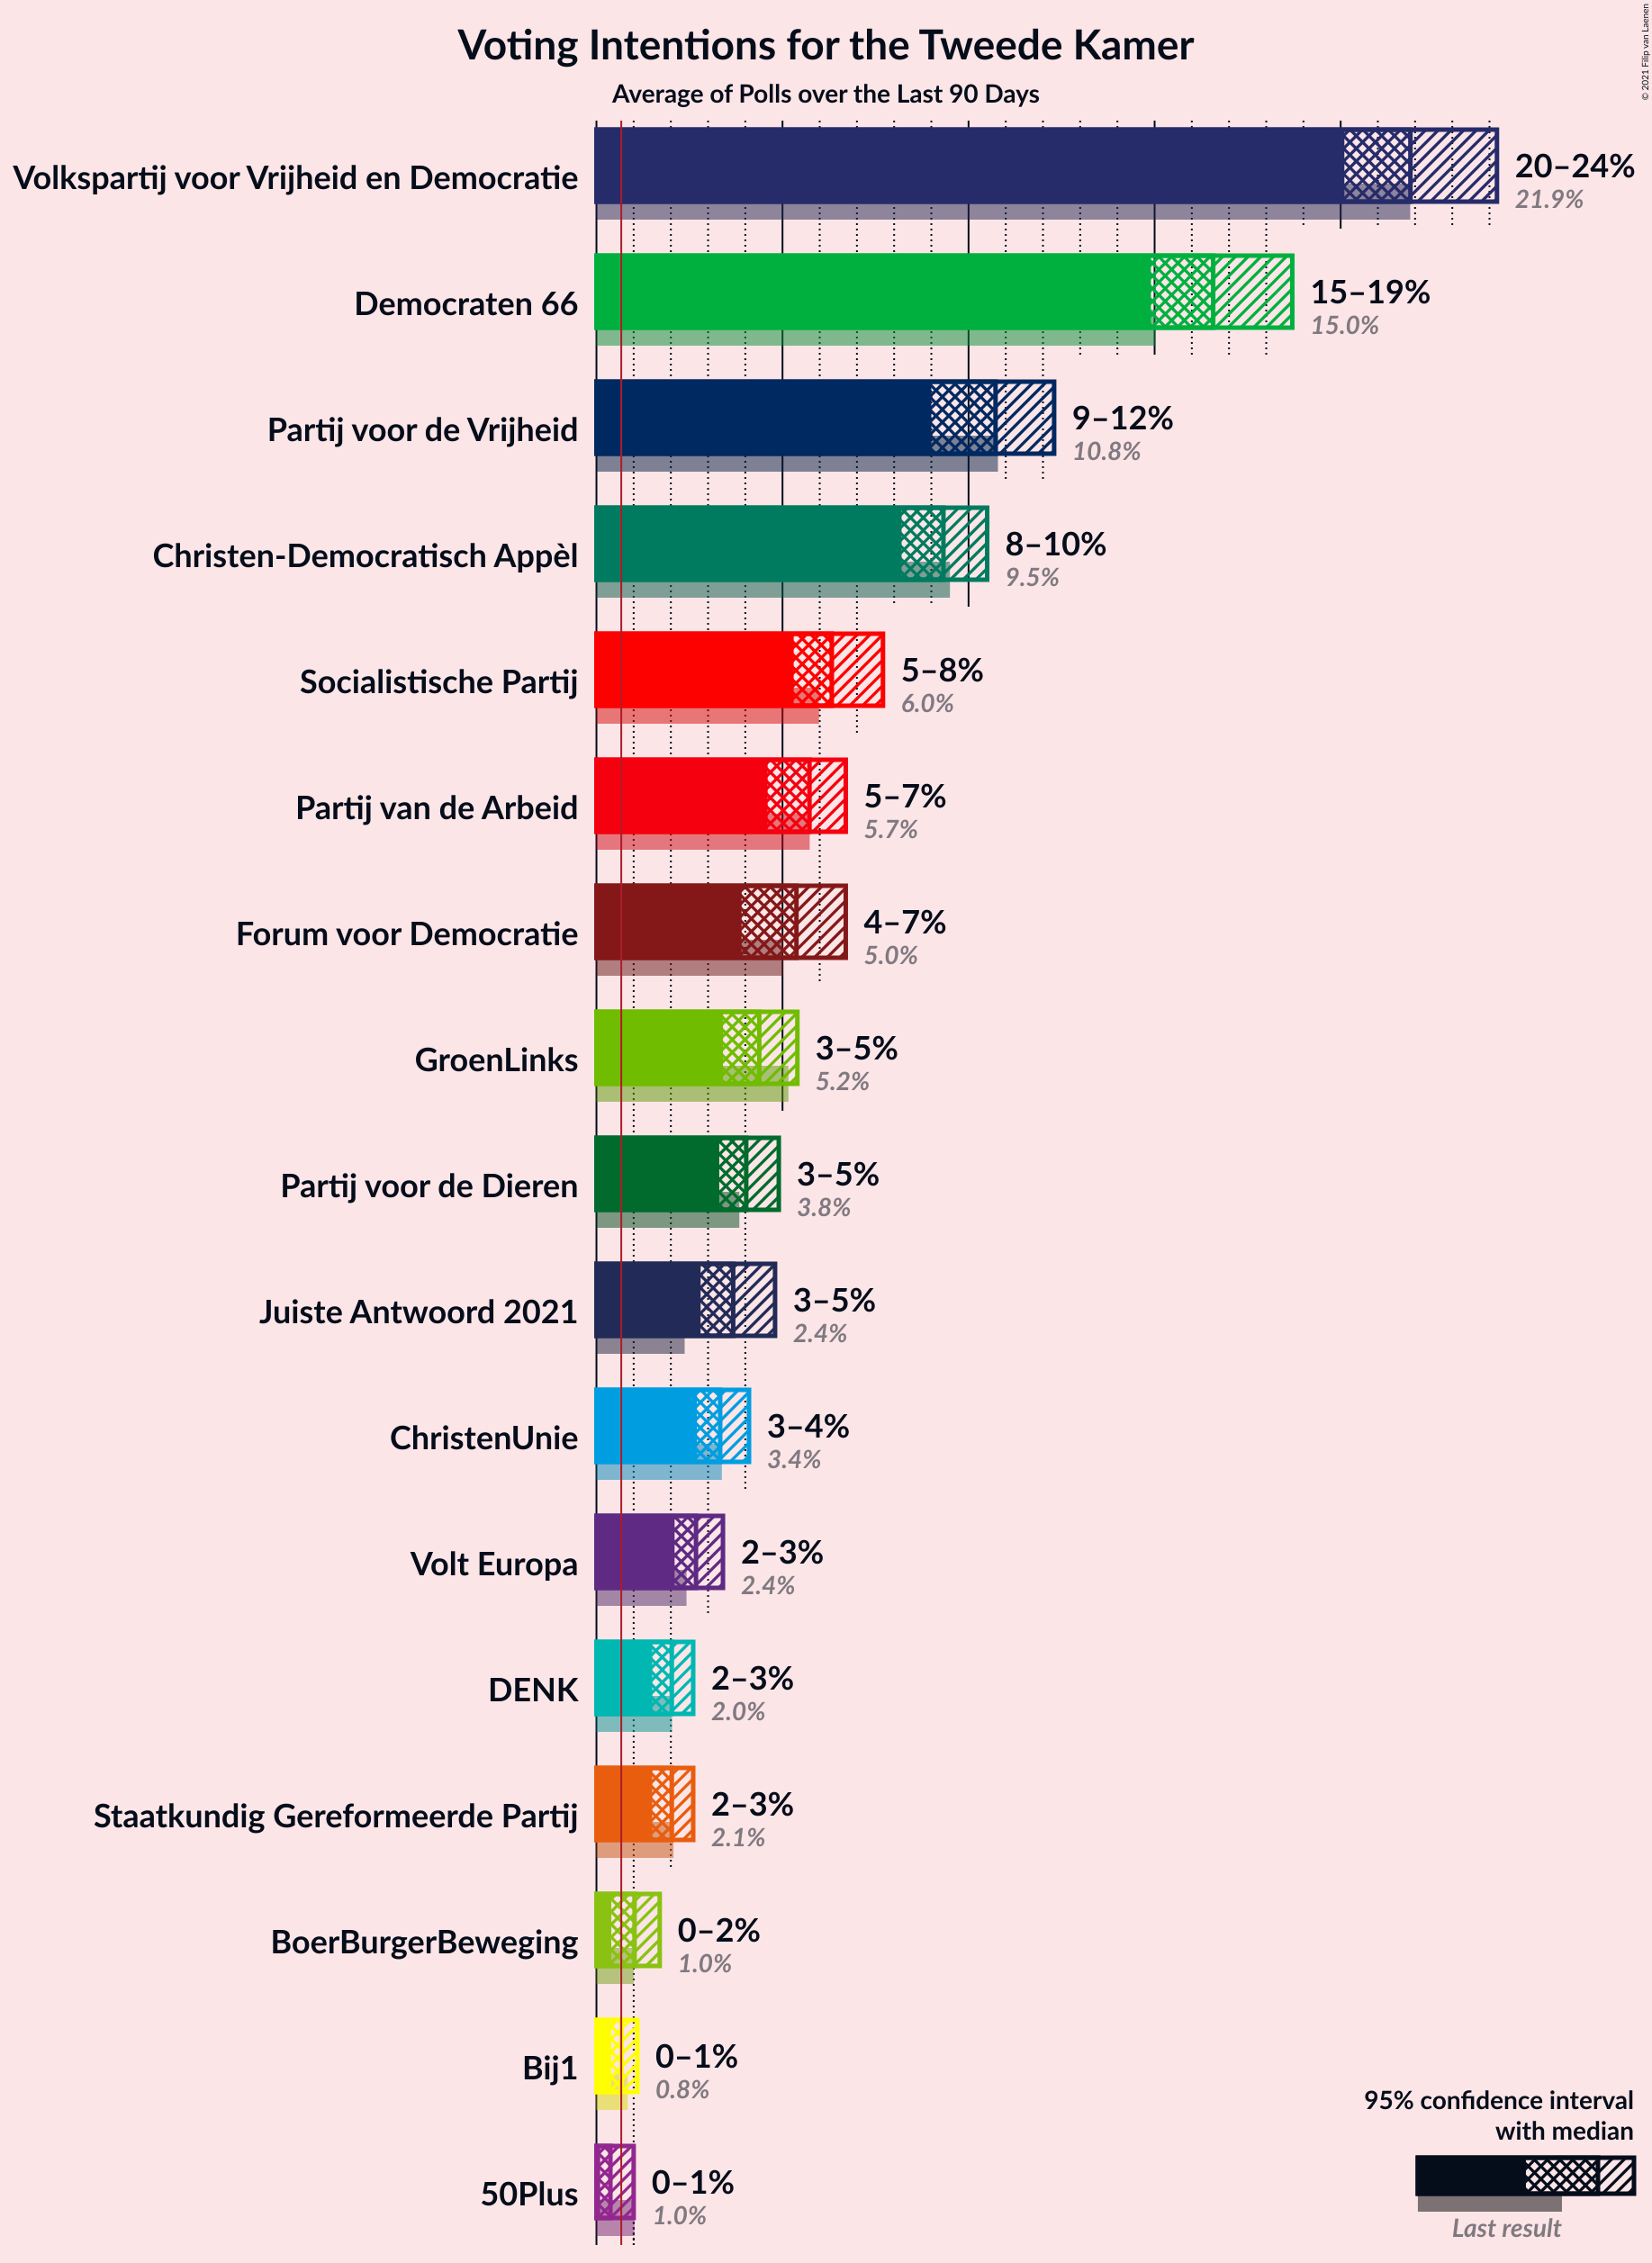 Voting Intentions for the Tweede Kamer
Average of Polls over the Last 90 Days
© 2021 Filip van Laenen
Volkspartij voor Vrijheid en Democratie
20–24%
21.9%
Democraten 66
15–19%
15.0%
Partij voor de Vrijheid
9–12%
10.8%
Christen-Democratisch Appèl
8–10%
9.5%
Socialistische Partij
5–8%
6.0%
Partij van de Arbeid
5–7%
5.7%
Forum voor Democratie
4–7%
5.0%
GroenLinks
3–5%
5.2%
Partij voor de Dieren
3–5%
3.8%
Juiste Antwoord 2021
3–5%
2.4%
ChristenUnie
3–4%
3.4%
Volt Europa
2–3%
2.4%
DENK
2–3%
2.0%
Staatkundig Gereformeerde Partij
2–3%
2.1%
BoerBurgerBeweging
0–2%
1.0%
Bij1
0–1%
0.8%
50Plus
0–1%
1.0%
95% confidence interval
with median
Last result